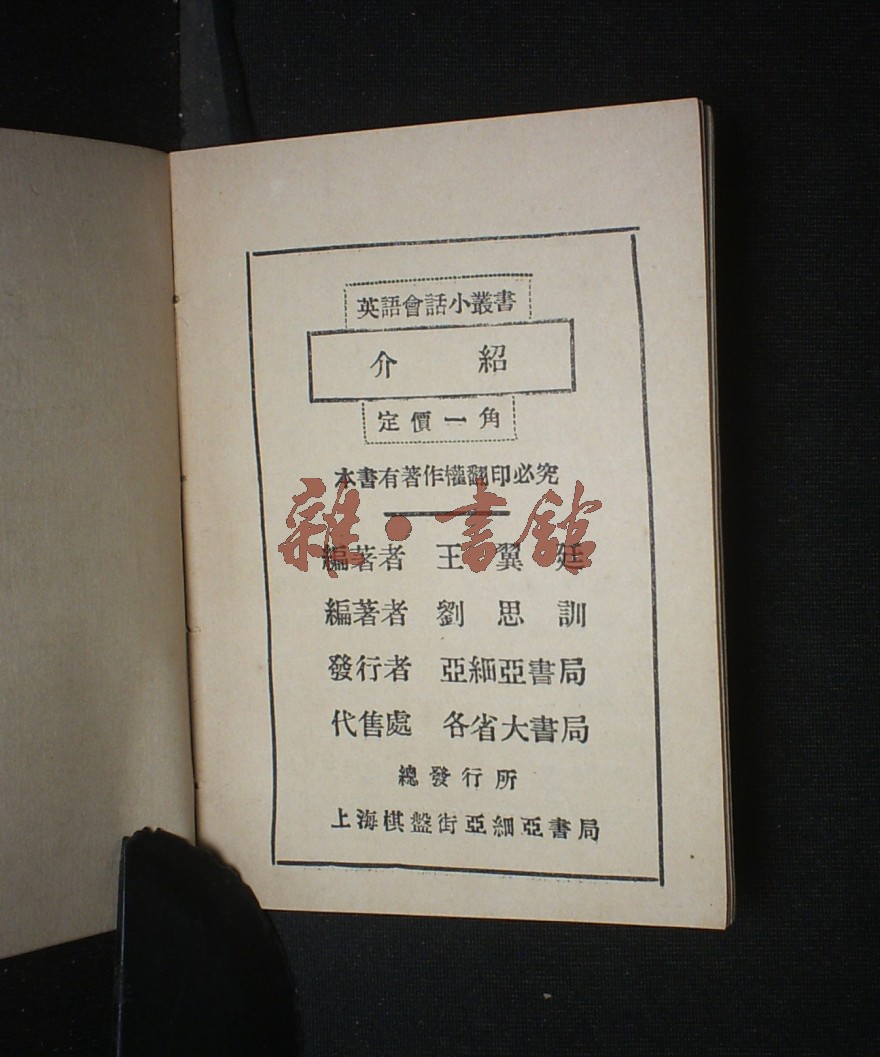 英語會話小叢書
介紹
定價一角
本書有著作權翻印必究
雜·書館
編著者 王翼廷
編著者 劉思訓
發行者 亞細亞書局
代售處 各省大書局
總發行所
上海棋盤街亞細亞書局